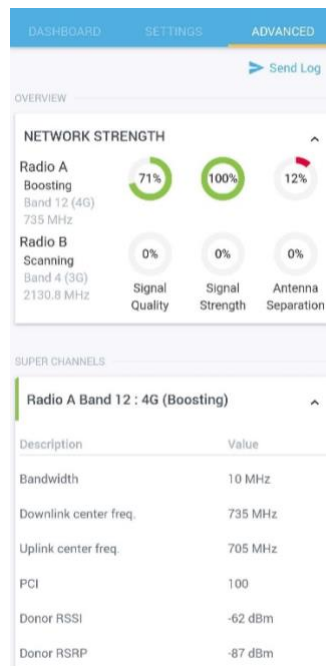 DASHBOARD SETTINGS ADVANCED
Send Log
OVERVIEW
NETWORK STRENGTH
Radio A
Boosting
Band 12 (4G)
735 MHz
71% 100% 12%
Radio B
Scanning
Band 4 (3G)
2130.8 MHz
0% 0% 0%
Signal Quality Signal Strength Antenna Separation
SUPER CHANNELS
Radio A Band 12 : 4G (Boosting)
Description Value
Bandwidth 10 MHz
Downlink center freq. 735 MHz
Uplink center freq. 705 MHz
PCI 100
Donor RSSI -62 dBm
Donor RSRP -87 dBm